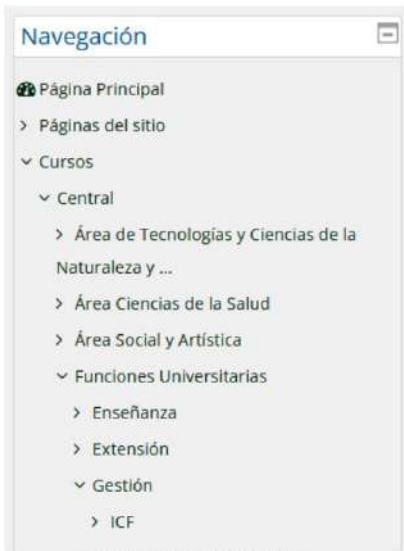 Navegación
Página Principal
Páginas del sitio
Cursos
Central
Área de Tecnologías y Ciencias de la
Naturaleza y ...
Área Ciencias de la Salud
Área Social y Artística
Funciones Universitarias
Enseñanza
Extensión
Gestión
ICF